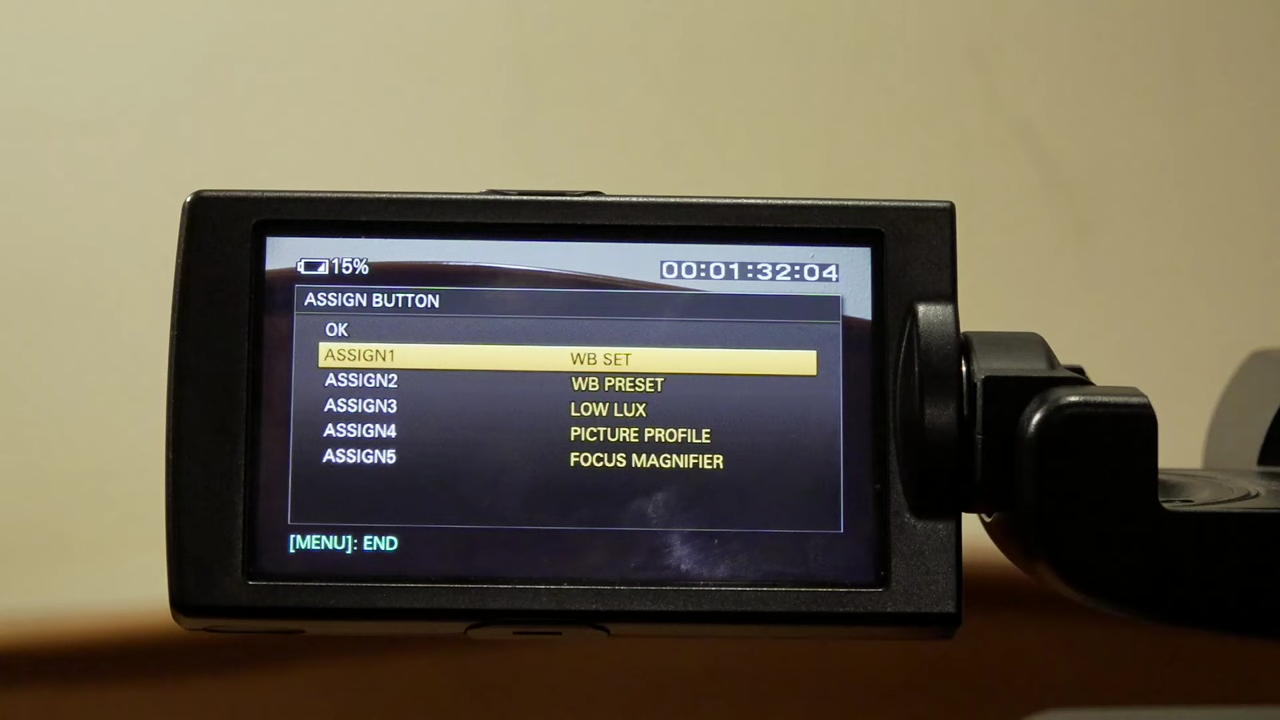 15% 00:01:32:04
ASSIGN BUTTON
OK
ASSIGN1 WB SET
ASSIGN2 WB PRESET
ASSIGN3 LOW LUX
ASSIGN4 PICTURE PROFILE
ASSIGN5 FOCUS MAGNIFIER
[MENU]: END